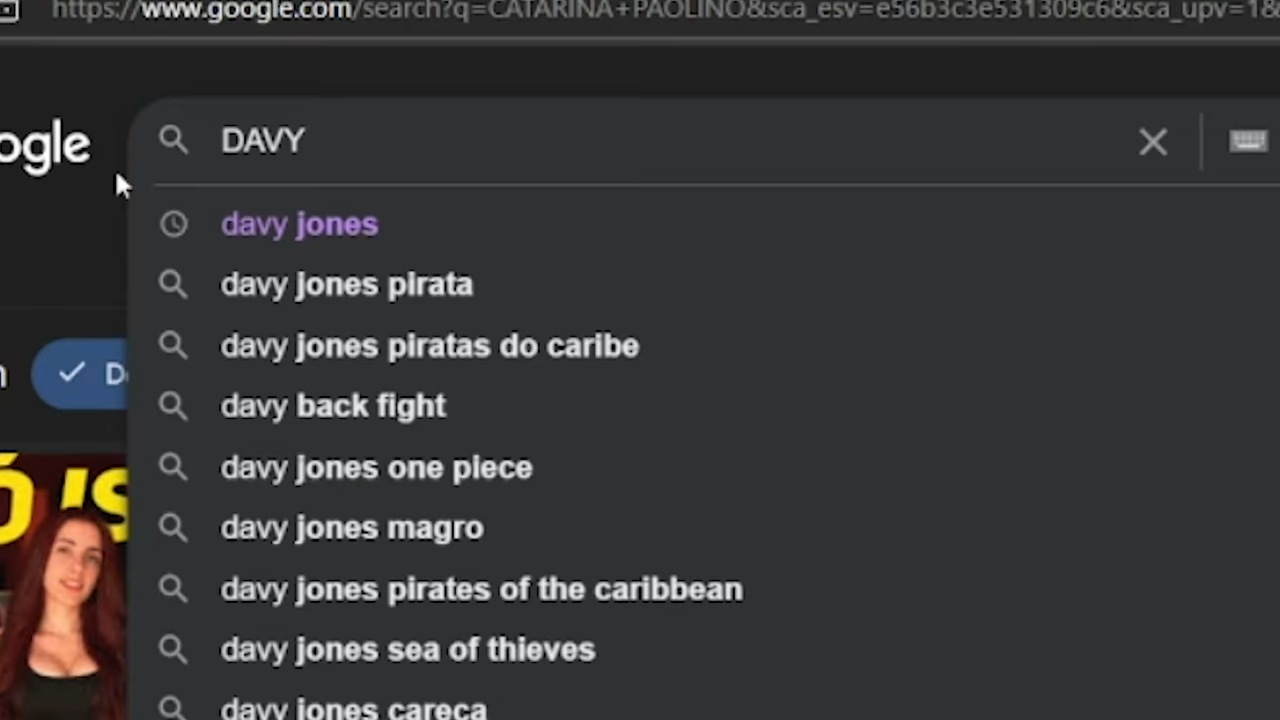 https://www.google.com/search?q=CATARINA+PAOLINO&sca_esv=e56b3c3e531309c6&sca_upv=1&
ogle
DAVY
davy jones
davy jones pirata
davy jones piratas do caribe
davy back fight
davy jones one piece
davy jones magro
davy jones pirates of the caribbean
davy jones sea of thieves
davy jones careca